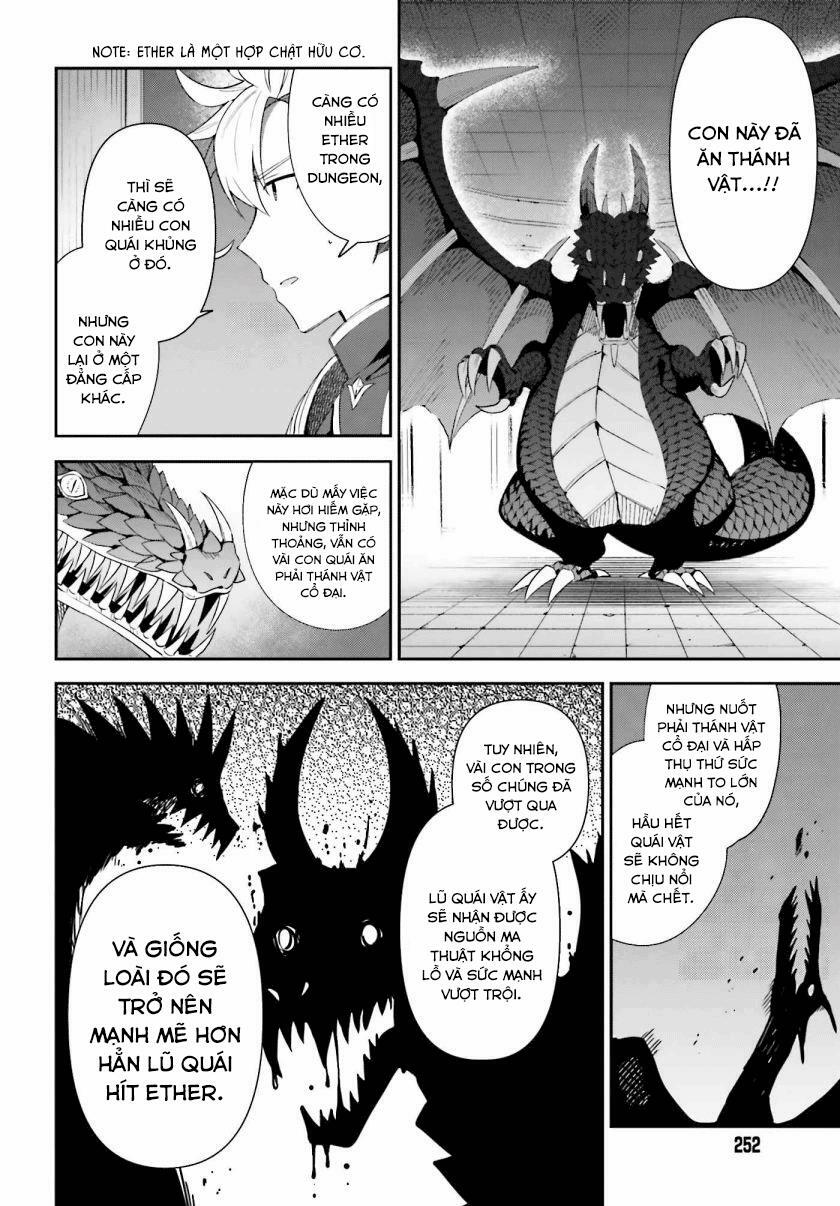 CON NÀY ĐÃ
ĂN THÁNH
VẬT...!!
NOTE: ETHER LÀ MỘT HỢP CHẤT HỮU CƠ.
CÀNG CÓ
NHIỀU
ETHER
TRONG
DUNGEON,
THÌ SẼ
CÀNG CÓ
NHIỀU CON
QUÁI KHỦNG
Ở ĐÓ.
NHƯNG
CON NÀY
LẠI Ở MỘT
ĐẲNG CẤP
KHÁC.
MẶC DÙ MẤY VIỆC
NÀY HƠI HIẾM GẶP,
NHƯNG THỈNH
THOẢNG, VẪN CÓ
VÀI CON QUÁI ĂN
PHẢI THÁNH VẬT
CỔ ĐẠI.
NHƯNG NUỐT
PHẢI THÁNH VẬT
CỔ ĐẠI VÀ HẤP
THỤ THỨ SỨC
MẠNH TO LỚN
CỦA NÓ,
HẦU HẾT
QUÁI VẬT
SẼ KHÔNG
CHỊU NỔI
MÀ CHẾT.
TUY NHIÊN,
VÀI CON TRONG
SỐ CHÚNG ĐÃ
VƯỢT QUA
ĐƯỢC.
LŨ QUÁI VẬT ẤY
SẼ NHẬN ĐƯỢC
NGUỒN MA
THUẬT KHỔNG
LỒ VÀ SỨC MẠNH
VƯỢT TRỘI.
VÀ GIỐNG
LOÀI ĐÓ SẼ
TRỞ NÊN
MẠNH MẼ HƠN
HẲN LŨ QUÁI
HÍT ETHER.
252